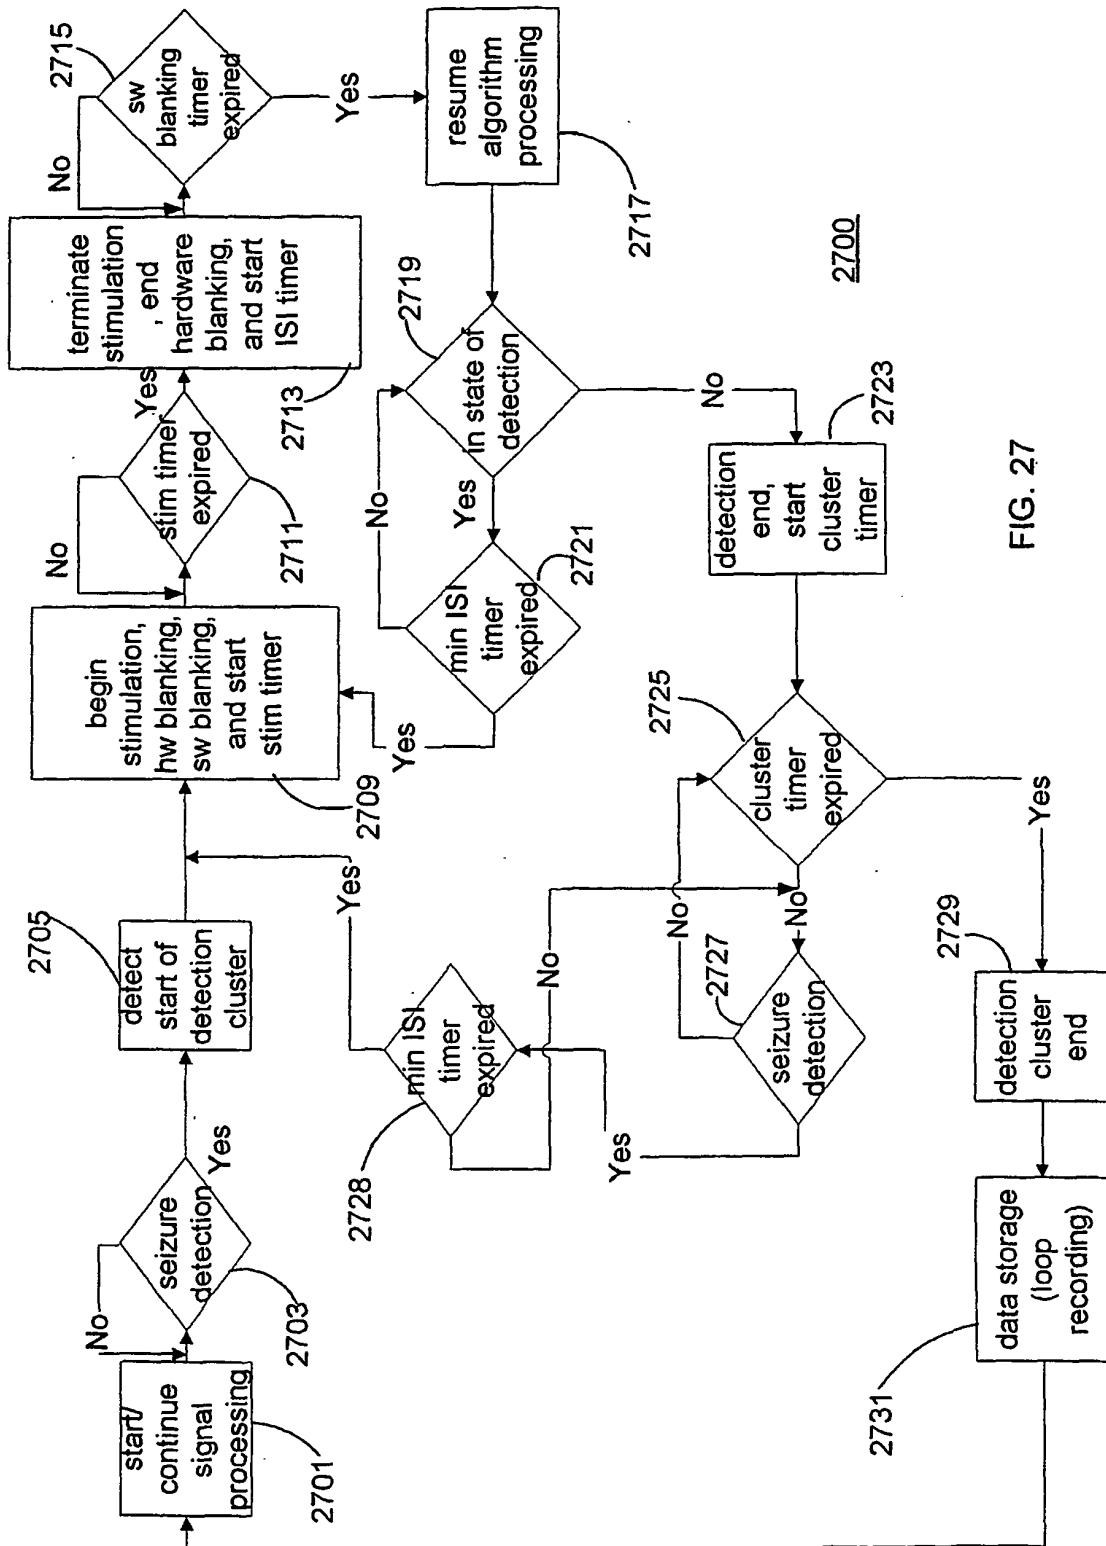 start/
continue
signal
processing
2701
No
seizure
detection
2703
Yes
detect
start of
detection
cluster
2705
begin
stimulation,
hw blanking,
sw blanking,
and start
stim timer
2709
No
stim timer
expired
2711
Yes
terminate
stimulation
, end
hardware
blanking,
and start
ISI timer
2713
No
sw
blanking
timer
expired
2715
Yes
resume
algorithm
processing
2717
in state of
detection
2719
Yes
No
min ISI
timer
expired
2721
No
Yes
detection
end,
start
cluster
timer
2723
cluster
timer
expired
2725
No
Yes
seizure
detection
2727
No
Yes
min ISI
timer
expired
2728
Yes
No
detection
cluster
end
2729
data storage
(loop
recording)
2731
2700
FIG. 27